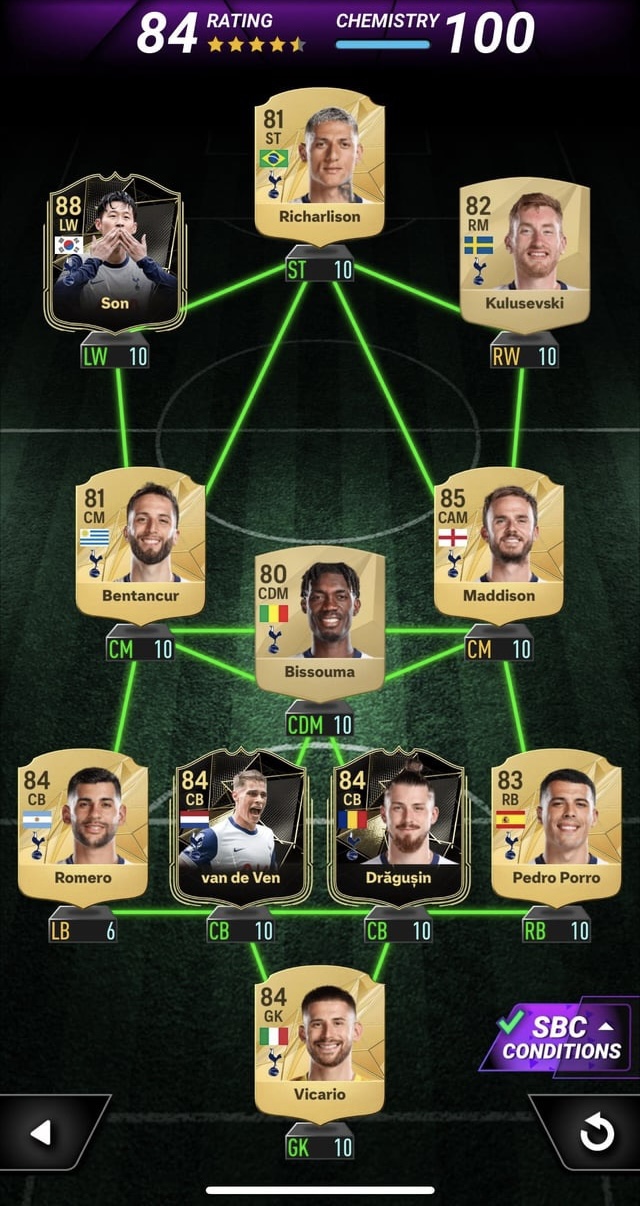 84 RATING CHEMISTRY 100
81
ST
Richarlison
ST 10
88
LW
Son
LW 10
82
RM
Kulusevski
RW 10
81
CM
Bentancur
CM 10
85
CAM
Maddison
CM 10
80
CDM
Bissouma
CDM 10
84
CB
Romero
LB 6
84
CB
van de Ven
CB 10
84
CB
Drăgușin
CB 10
83
RB
Pedro Porro
RB 10
84
GK
Vicario
GK 10
SBC
CONDITIONS